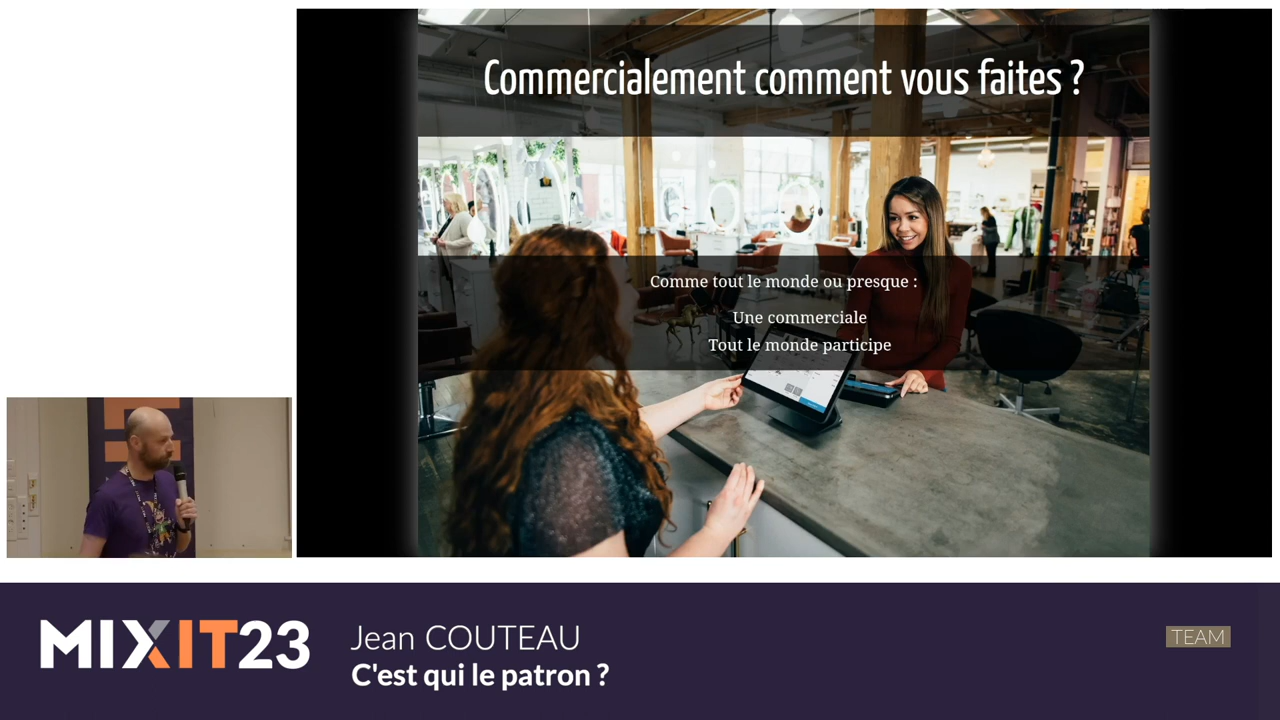 Commercialement comment vous faites ?
Comme tout le monde ou presque :
Une commerciale
Tout le monde participe
MIXIT23
Jean COUTEAU
C'est qui le patron ?
TEAM